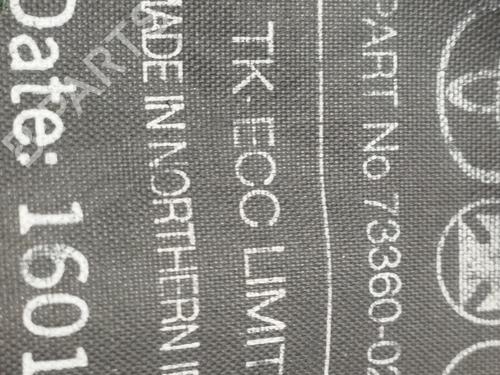 PART No 73360-02
TK-ECC LIMIT
MADE IN NORTHERN I
Date: 1601